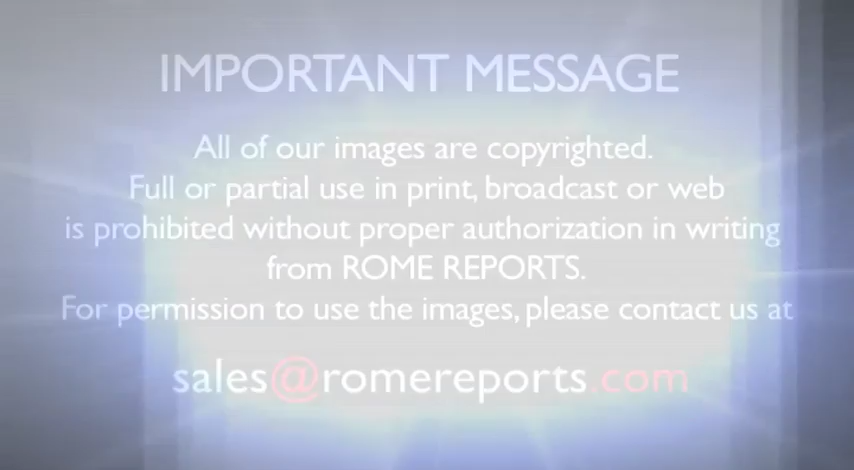 IMPORTANT MESSAGE
All of our images are copyrighted.
Full or partial use in print, broadcast or web
is prohibited without proper authorization in writing
from ROME REPORTS.
For permission to use the images, please contact us at
sales@romereports.com